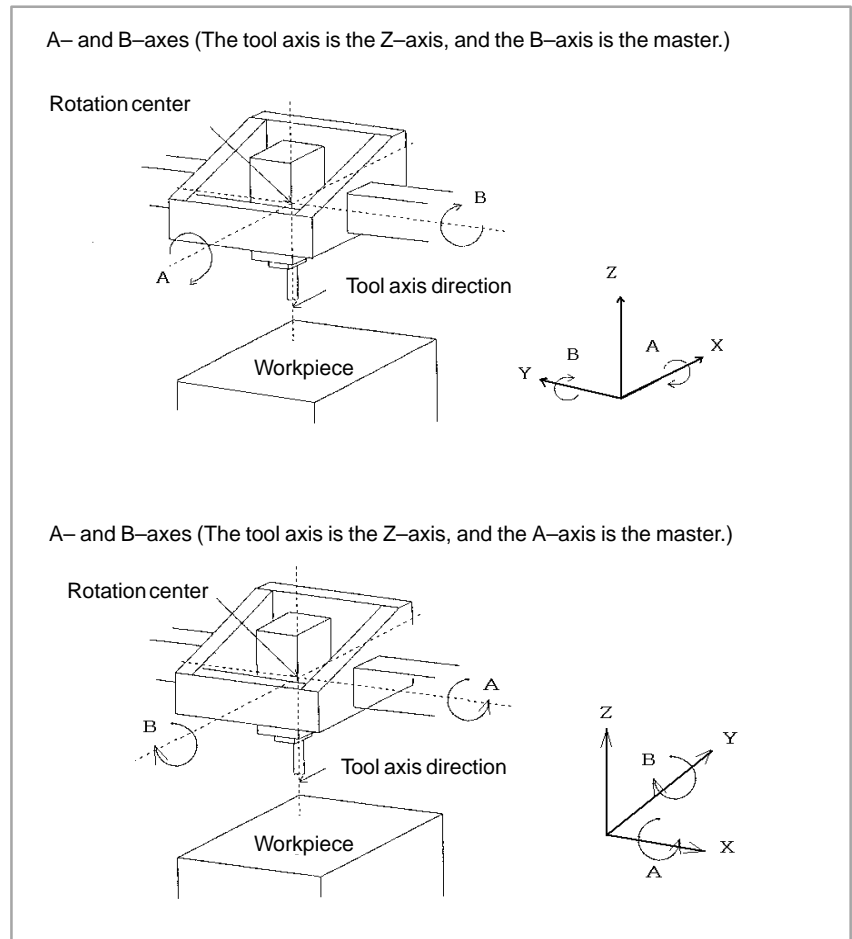 A– and B–axes (The tool axis is the Z–axis, and the B–axis is the master.)
Rotation center
B
A
Tool axis direction
Workpiece
Z
X
A
B
Y
A– and B–axes (The tool axis is the Z–axis, and the A–axis is the master.)
Rotation center
A
B
Tool axis direction
Workpiece
Z
Y
B
X
A